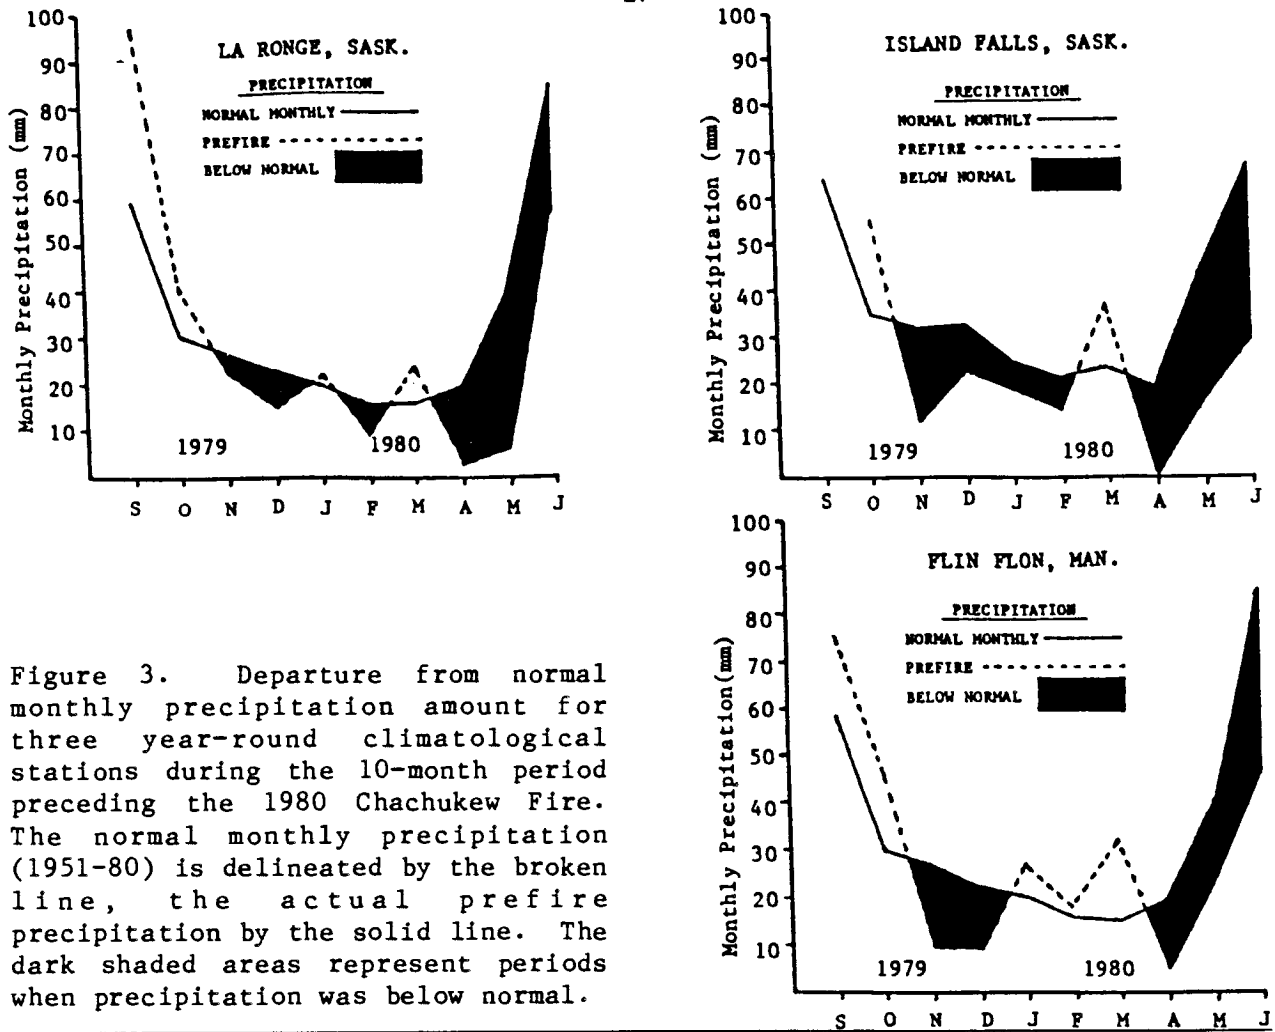 LA RONGE, SASK.
PRECIPITATION
NORMAL MONTHLY
PREFIRE
BELOW NORMAL
Monthly Precipitation (mm)
100
90
80
70
60
50
40
30
20
10
1979
1980
S O N D J F M A M J
ISLAND FALLS, SASK.
PRECIPITATION
NORMAL MONTHLY
PREFIRE
BELOW NORMAL
Monthly Precipitation (mm)
100
90
80
70
60
50
40
30
20
10
1979
1980
S O N D J F M A M J
FLIN FLON, MAN.
PRECIPITATION
NORMAL MONTHLY
PREFIRE
BELOW NORMAL
Monthly Precipitation(mm)
100
90
80
70
60
50
40
30
20
10
1979
1980
S O N D J F M A M J
Figure 3. Departure from normal
monthly precipitation amount for
three year-round climatological
stations during the 10-month period
preceding the 1980 Chachukew Fire.
The normal monthly precipitation
(1951-80) is delineated by the broken
line, the actual prefire
precipitation by the solid line. The
dark shaded areas represent periods
when precipitation was below normal.